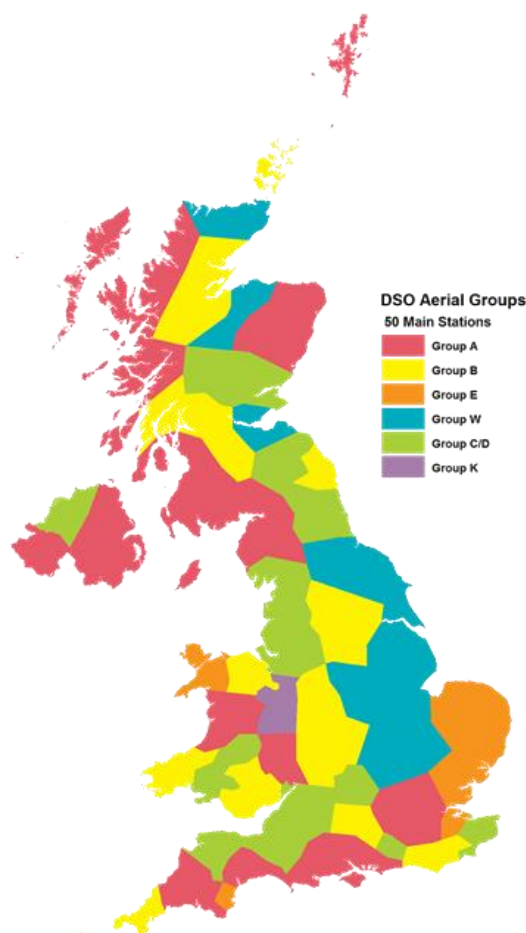 DSO Aerial Groups
50 Main Stations
Group A
Group B
Group E
Group W
Group C/D
Group K